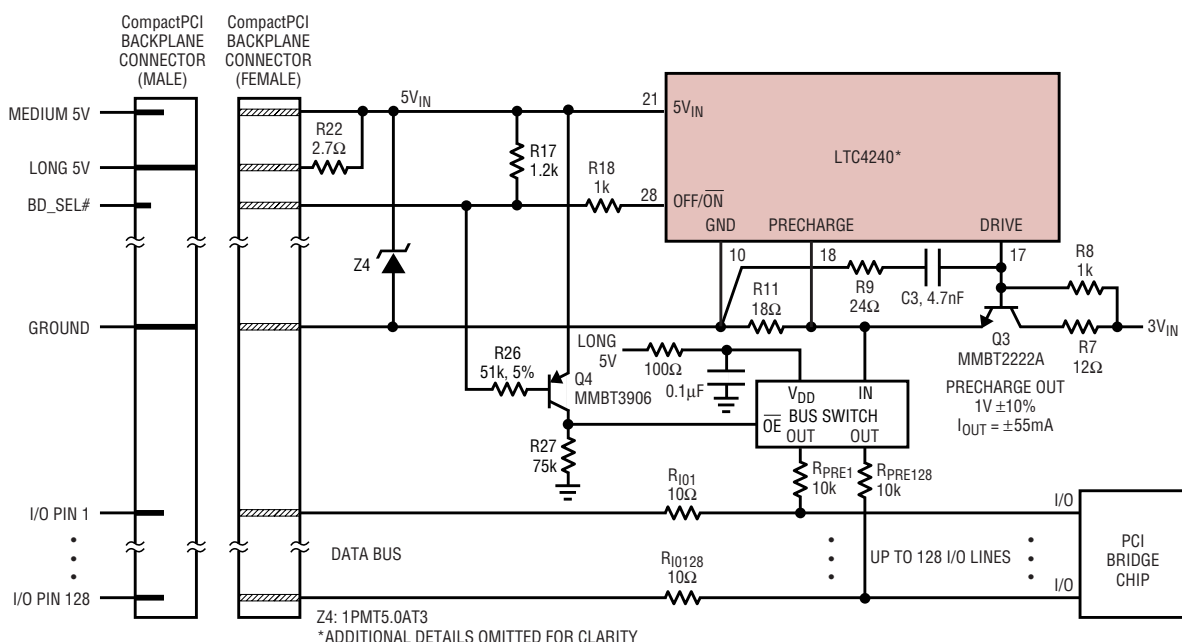 CompactPCI
BACKPLANE
CONNECTOR
(MALE)
CompactPCI
BACKPLANE
CONNECTOR
(FEMALE)
MEDIUM 5V
LONG 5V
BD_SEL#
GROUND
I/O PIN 1
I/O PIN 128
5VIN
R22
2.7Ω
R17
1.2k
R18
1k
Z4
21
28
5VIN
LTC4240*
OFF/ON
GND
PRECHARGE
DRIVE
10
18
17
R11
18Ω
R9
24Ω
C3, 4.7nF
R8
1k
Q3
MMBT2222A
R7
12Ω
3VIN
PRECHARGE OUT
1V ±10%
IOUT = ±55mA
R26
51k, 5%
Q4
MMBT3906
R27
75k
LONG
5V
100Ω
0.1µF
VDD
IN
BUS SWITCH
OE
OUT
OUT
RPRE1
10k
RPRE128
10k
RIO1
10Ω
RIO128
10Ω
DATA BUS
UP TO 128 I/O LINES
I/O
I/O
PCI
BRIDGE
CHIP
Z4: 1PMT5.0AT3
*ADDITIONAL DETAILS OMITTED FOR CLARITY